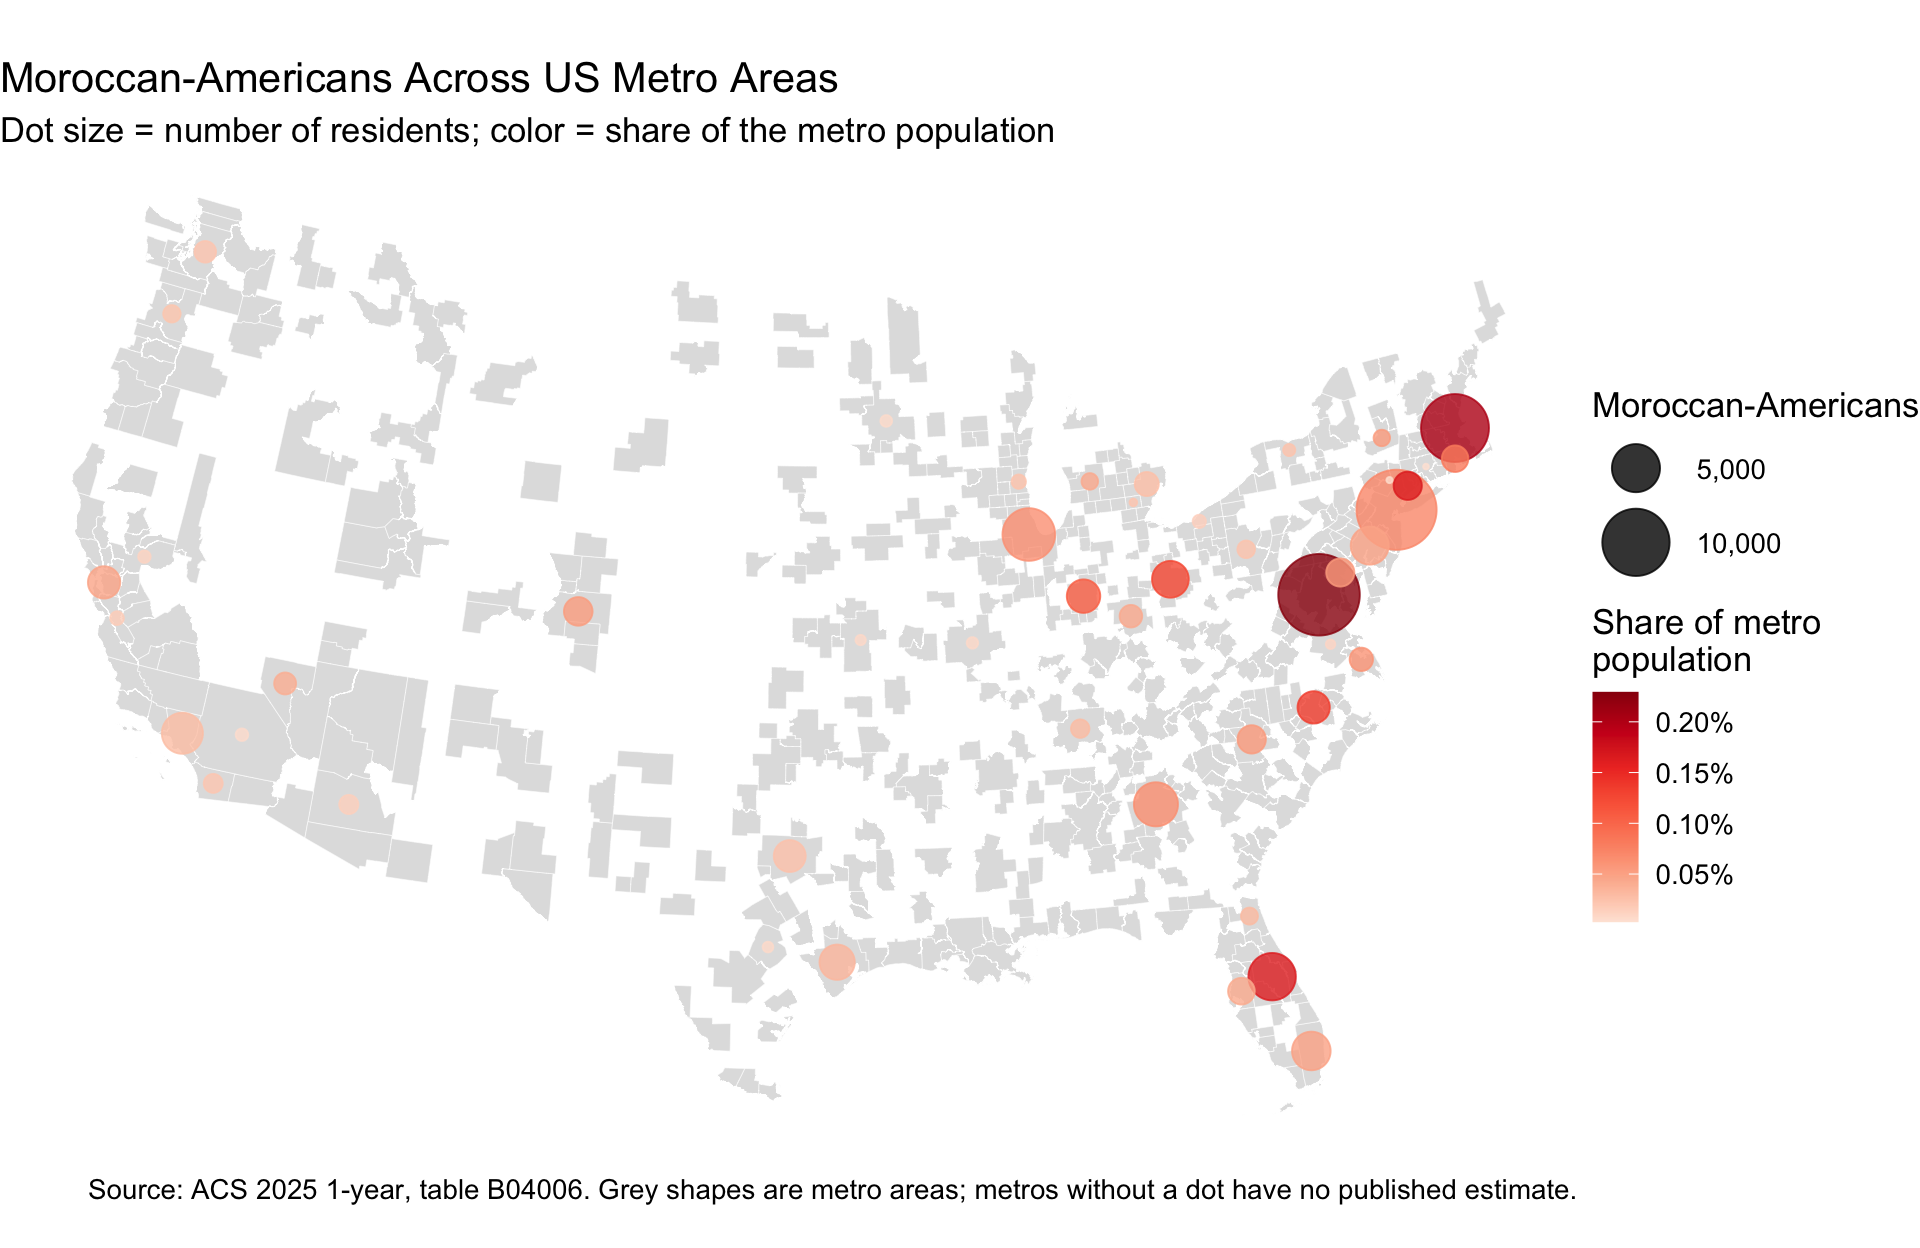 Moroccan-Americans Across US Metro Areas
Dot size = number of residents; color = share of the metro population
Moroccan-Americans
5,000
10,000
Share of metro
population
0.20%
0.15%
0.10%
0.05%
Source: ACS 2025 1-year, table B04006. Grey shapes are metro areas; metros without a dot have no published estimate.